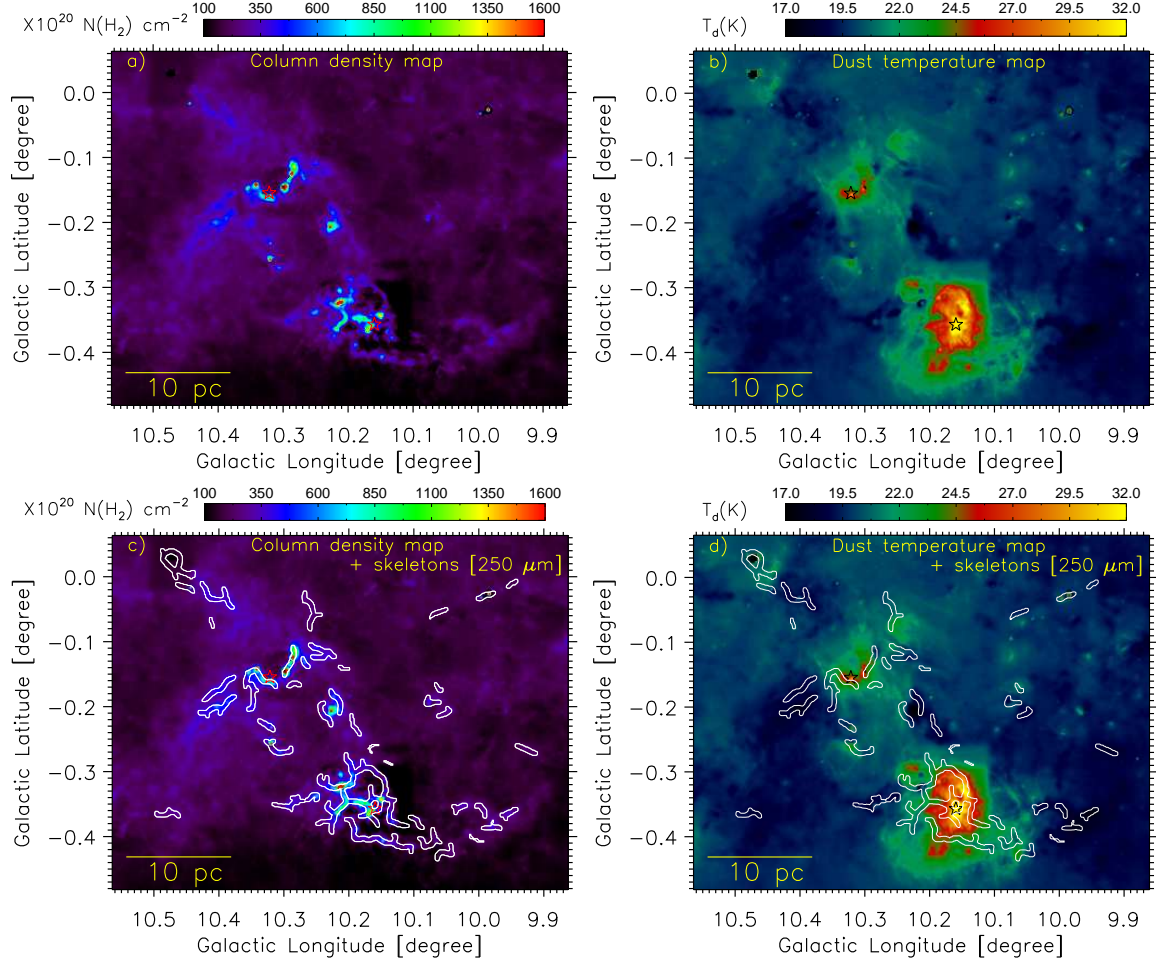 X10²⁰ N(H₂) cm⁻² 100 350 600 850 1100 1350 1600
a) Column density map
Galactic Latitude [degree]
0.0
−0.1
−0.2
−0.3
−0.4
10 pc
10.5 10.4 10.3 10.2 10.1 10.0 9.9
Galactic Longitude [degree]
T_d(K) 17.0 19.5 22.0 24.5 27.0 29.5 32.0
b) Dust temperature map
Galactic Latitude [degree]
0.0
−0.1
−0.2
−0.3
−0.4
10 pc
10.5 10.4 10.3 10.2 10.1 10.0 9.9
Galactic Longitude [degree]
X10²⁰ N(H₂) cm⁻² 100 350 600 850 1100 1350 1600
c) Column density map
+ skeletons [250 μm]
Galactic Latitude [degree]
0.0
−0.1
−0.2
−0.3
−0.4
10 pc
10.5 10.4 10.3 10.2 10.1 10.0 9.9
Galactic Longitude [degree]
T_d(K) 17.0 19.5 22.0 24.5 27.0 29.5 32.0
d) Dust temperature map
+ skeletons [250 μm]
Galactic Latitude [degree]
0.0
−0.1
−0.2
−0.3
−0.4
10 pc
10.5 10.4 10.3 10.2 10.1 10.0 9.9
Galactic Longitude [degree]